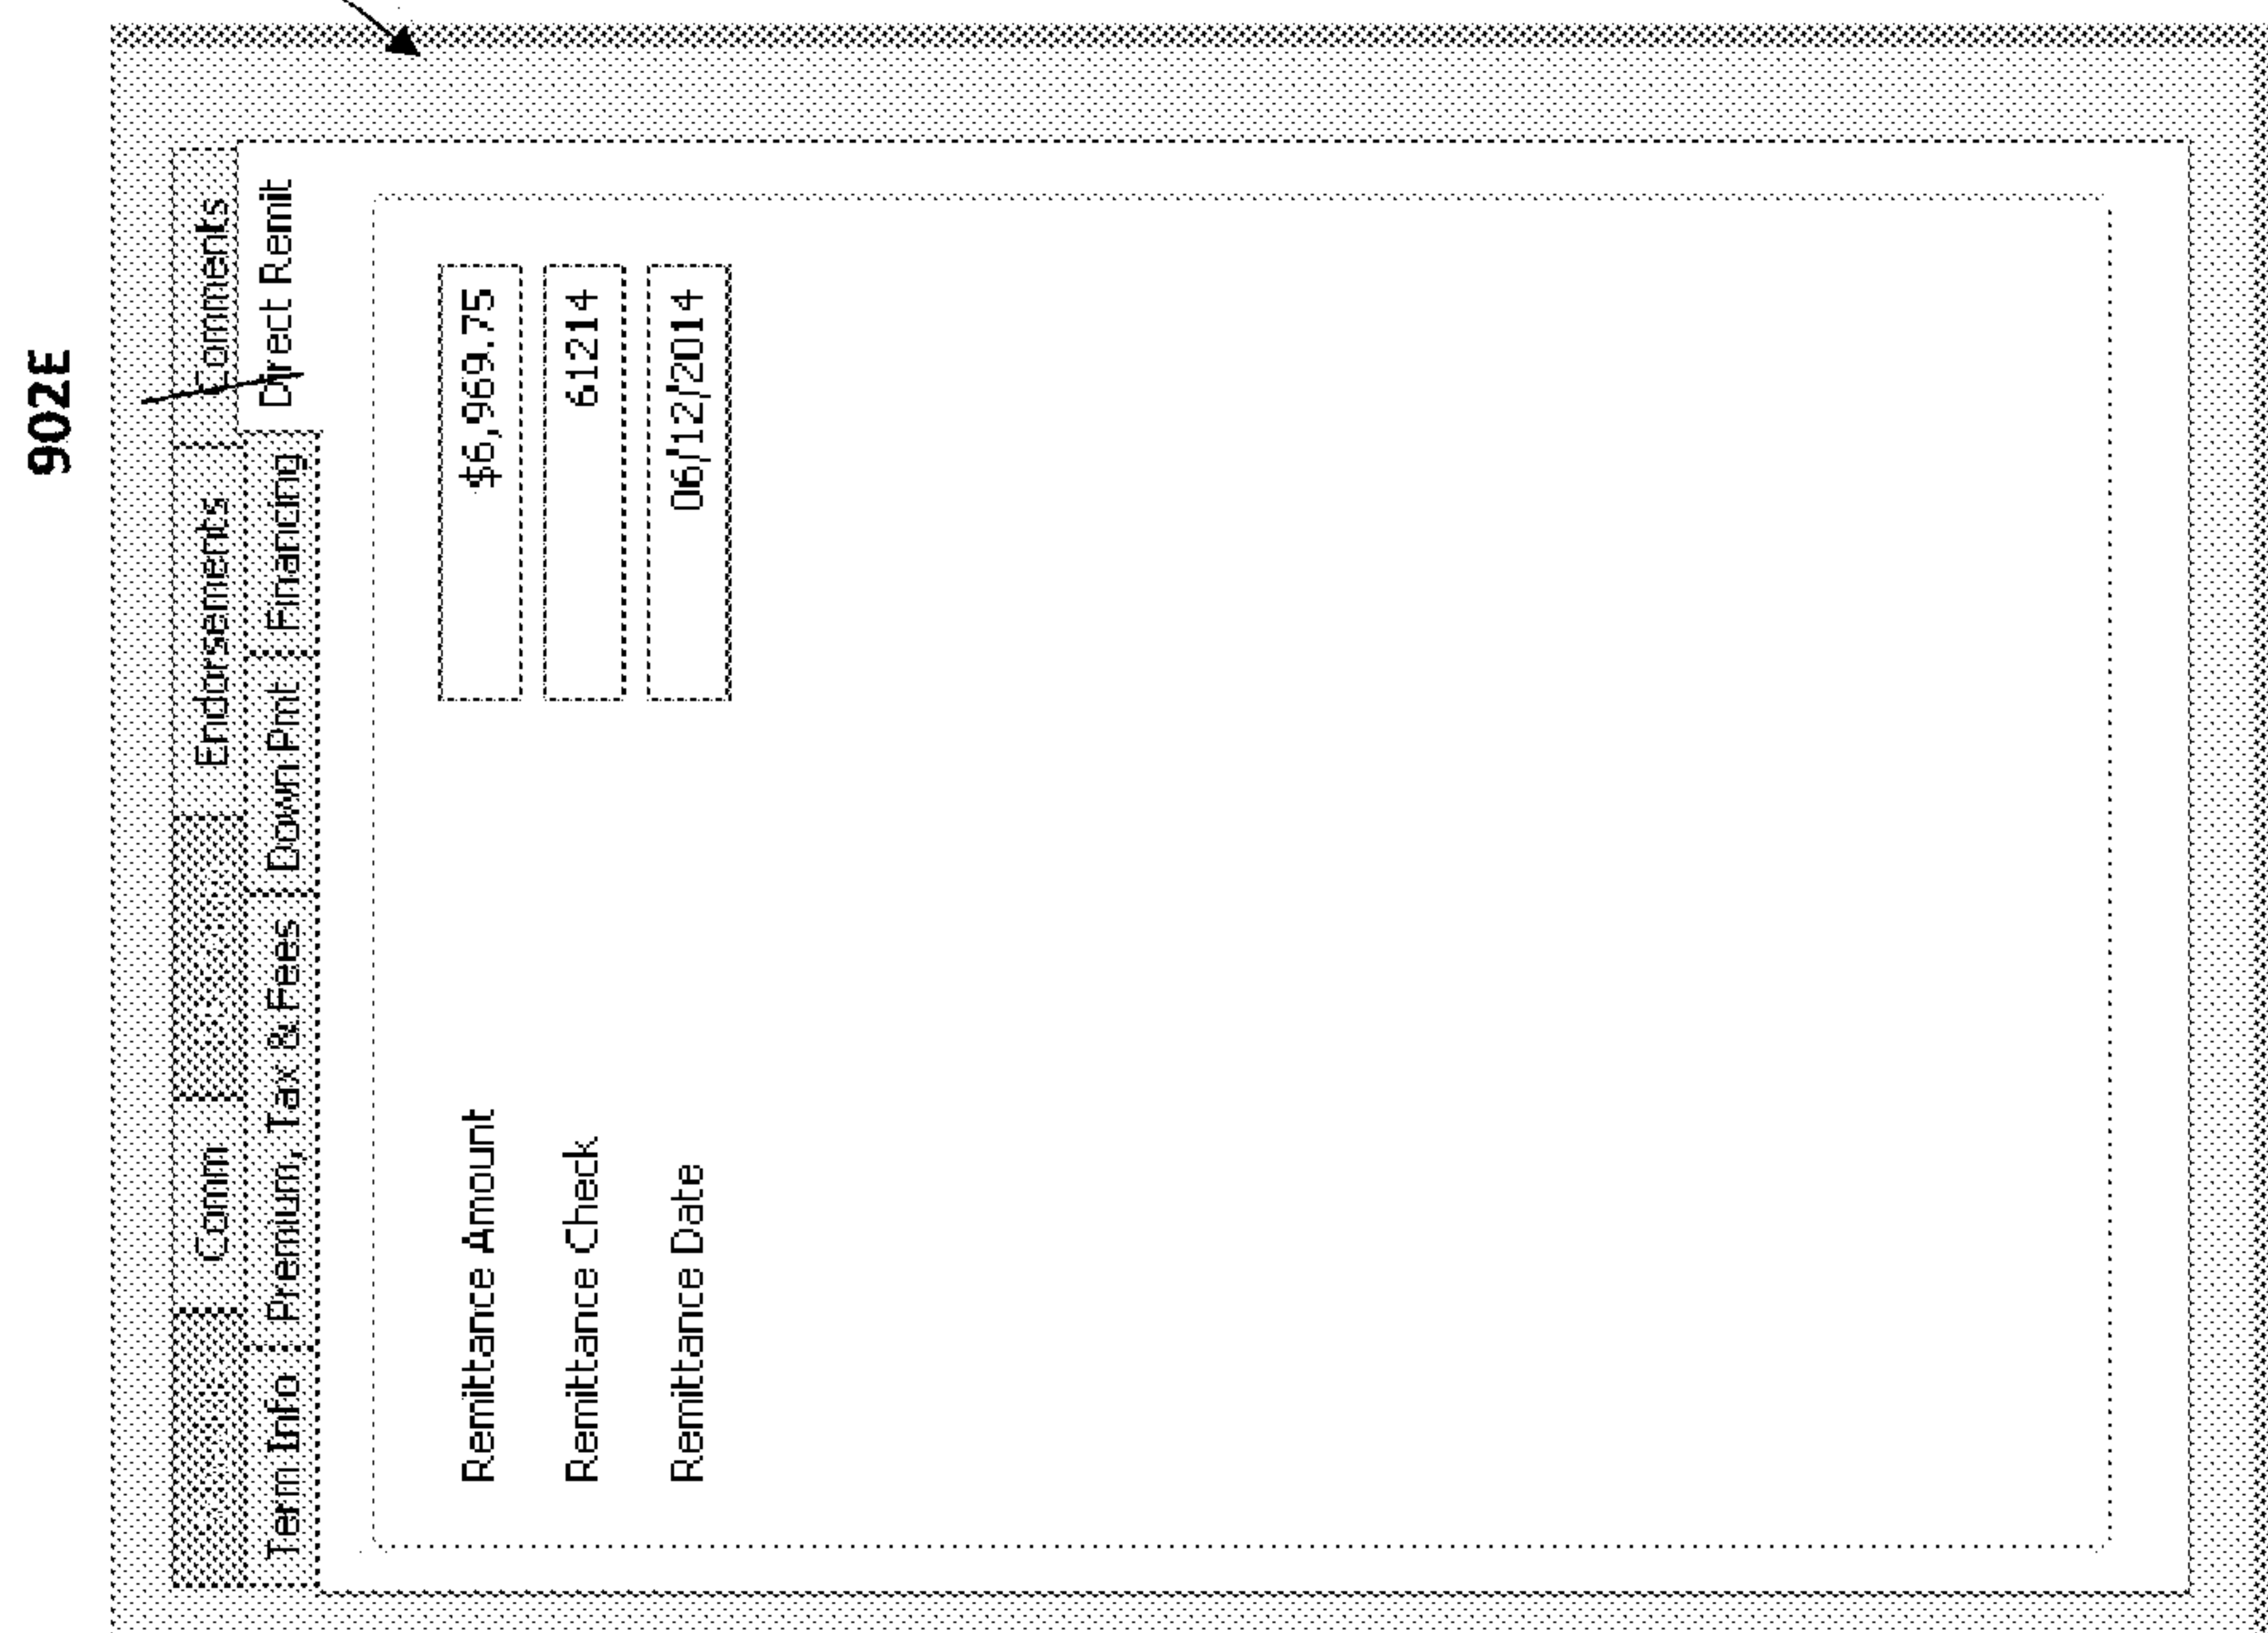 902E
Comm Endorsements Comments
Term Info Premium, Tax & Fees Down Pmt Financing Direct Remit
Remittance Amount $6,969.75
Remittance Check 61214
Remittance Date 06/12/2014